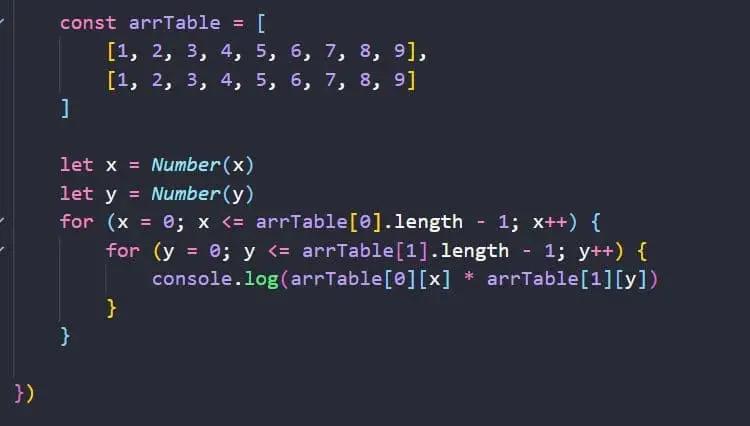 const arrTable = [
[1, 2, 3, 4, 5, 6, 7, 8, 9],
[1, 2, 3, 4, 5, 6, 7, 8, 9]
]
let x = Number(x)
let y = Number(y)
for (x = 0; x <= arrTable[0].length - 1; x++) {
for (y = 0; y <= arrTable[1].length - 1; y++) {
console.log(arrTable[0][x] * arrTable[1][y])
}
}
})